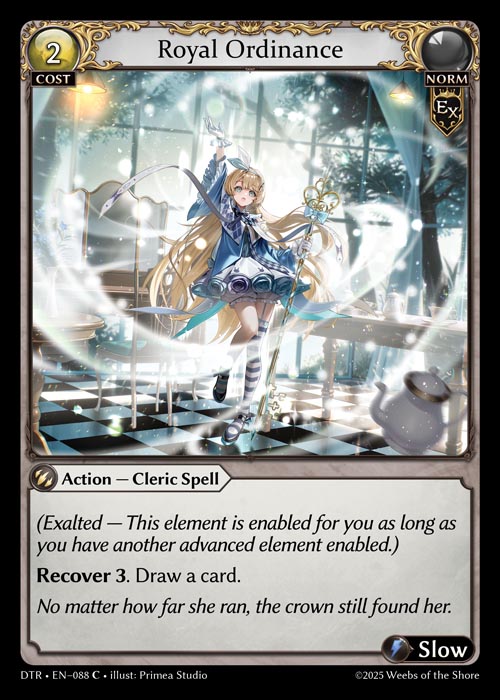 2
Royal Ordinance
COST
NORM
Ex
Action — Cleric Spell
(Exalted — This element is enabled for you as long as
you have another advanced element enabled.)
Recover 3. Draw a card.
No matter how far she ran, the crown still found her.
Slow
DTR • EN-088 C • illust: Primea Studio
©2025 Weebs of the Shore